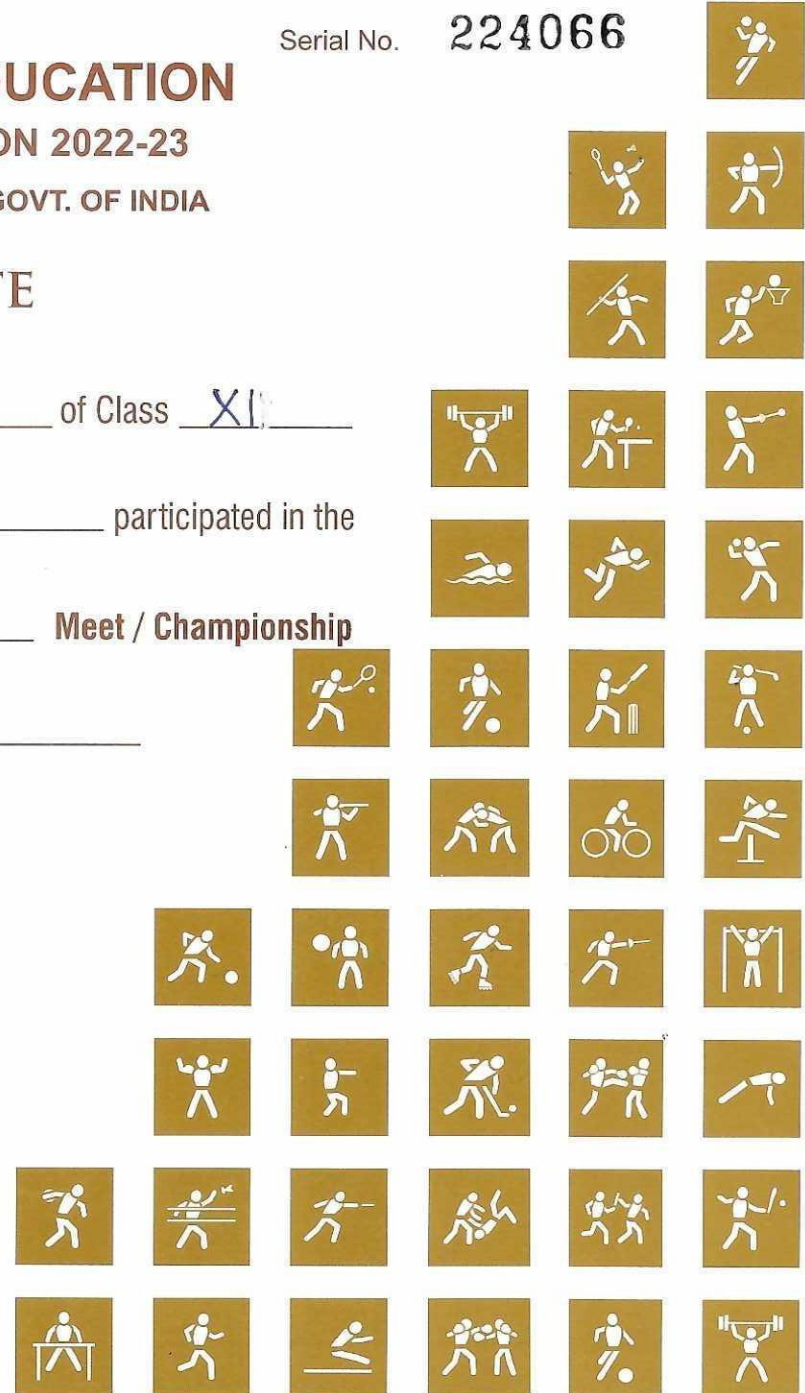 Serial No. 224066
UCATION
ON 2022-23
GOVT. OF INDIA
TE
of Class XI
participated in the
Meet / Championship